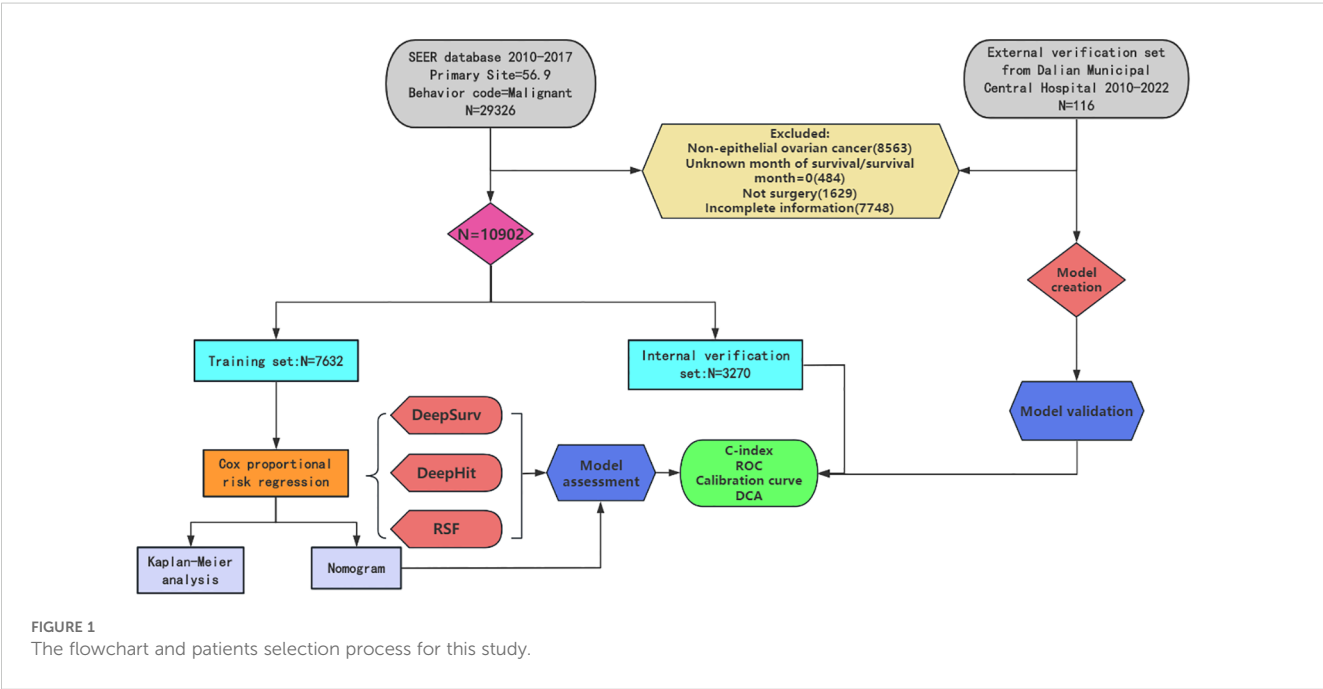 SEER database 2010-2017
Primary Site=56.9
Behavior code=Malignant
N=29326
External verification set
from Dalian Municipal
Central Hospital 2010-2022
N=116
Excluded:
Non-epithelial ovarian cancer(8563)
Unknown month of survival/survival
month=0(484)
Not surgery(1629)
Incomplete information(7748)
N=10902
Model
creation
Training set:N=7632
Internal verification
set:N=3270
Model validation
DeepSurv
DeepHit
RSF
Cox proportional
risk regression
Model
assessment
C-index
ROC
Calibration curve
DCA
Kaplan-Meier
analysis
Nomogram
FIGURE 1
The flowchart and patients selection process for this study.